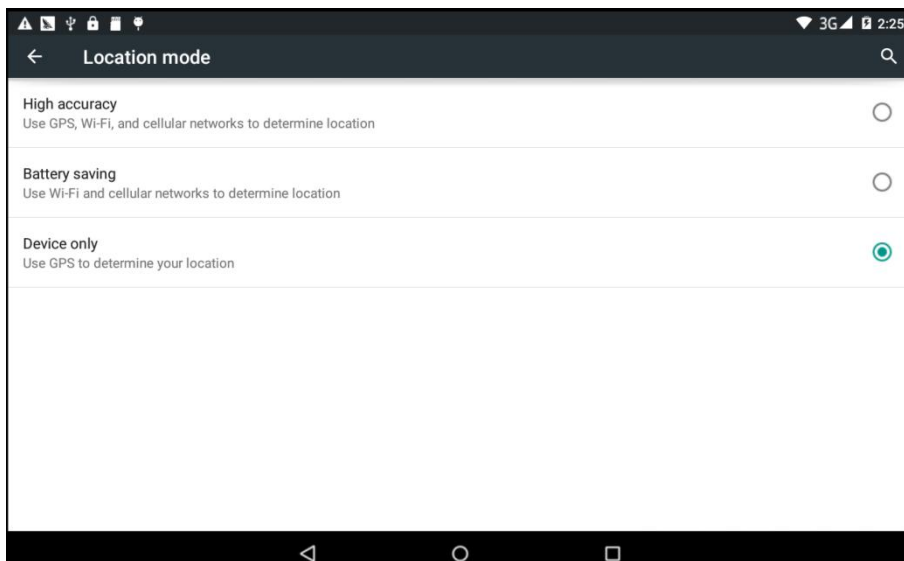 3G 2:25
Location mode
High accuracy
Use GPS, Wi-Fi, and cellular networks to determine location
Battery saving
Use Wi-Fi and cellular networks to determine location
Device only
Use GPS to determine your location